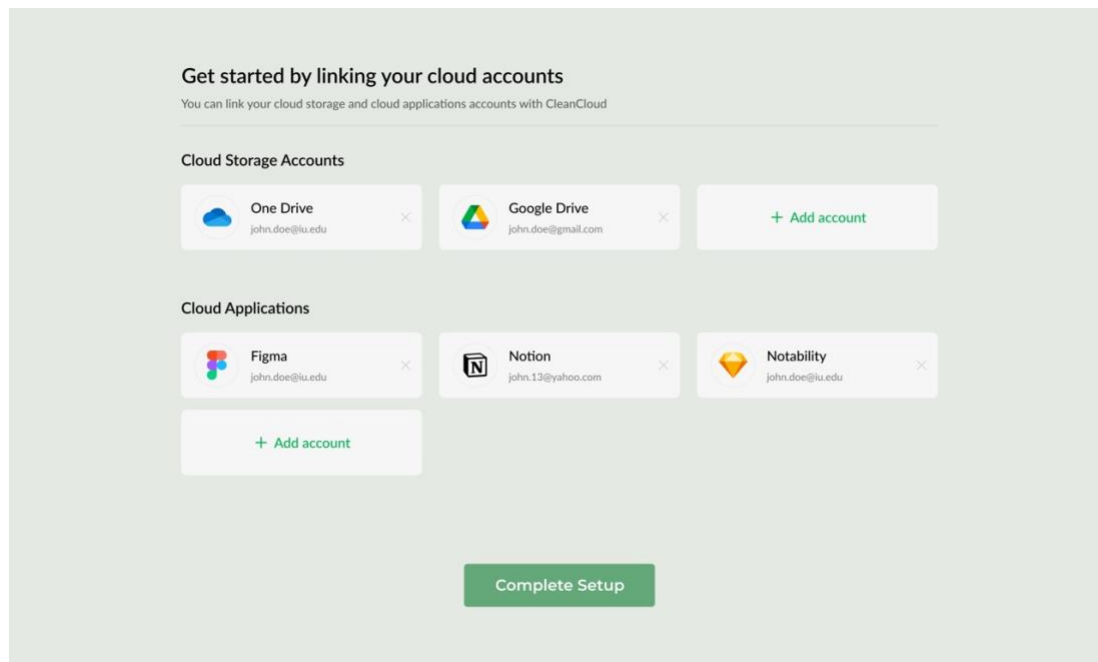 Get started by linking your cloud accounts
You can link your cloud storage and cloud applications accounts with CleanCloud
Cloud Storage Accounts
One Drive
john.doe@iu.edu
Google Drive
john.doe@gmail.com
+ Add account
Cloud Applications
Figma
john.doe@iu.edu
N
Notion
john.13@yahoo.com
Notability
john.doe@iu.edu
+ Add account
Complete Setup